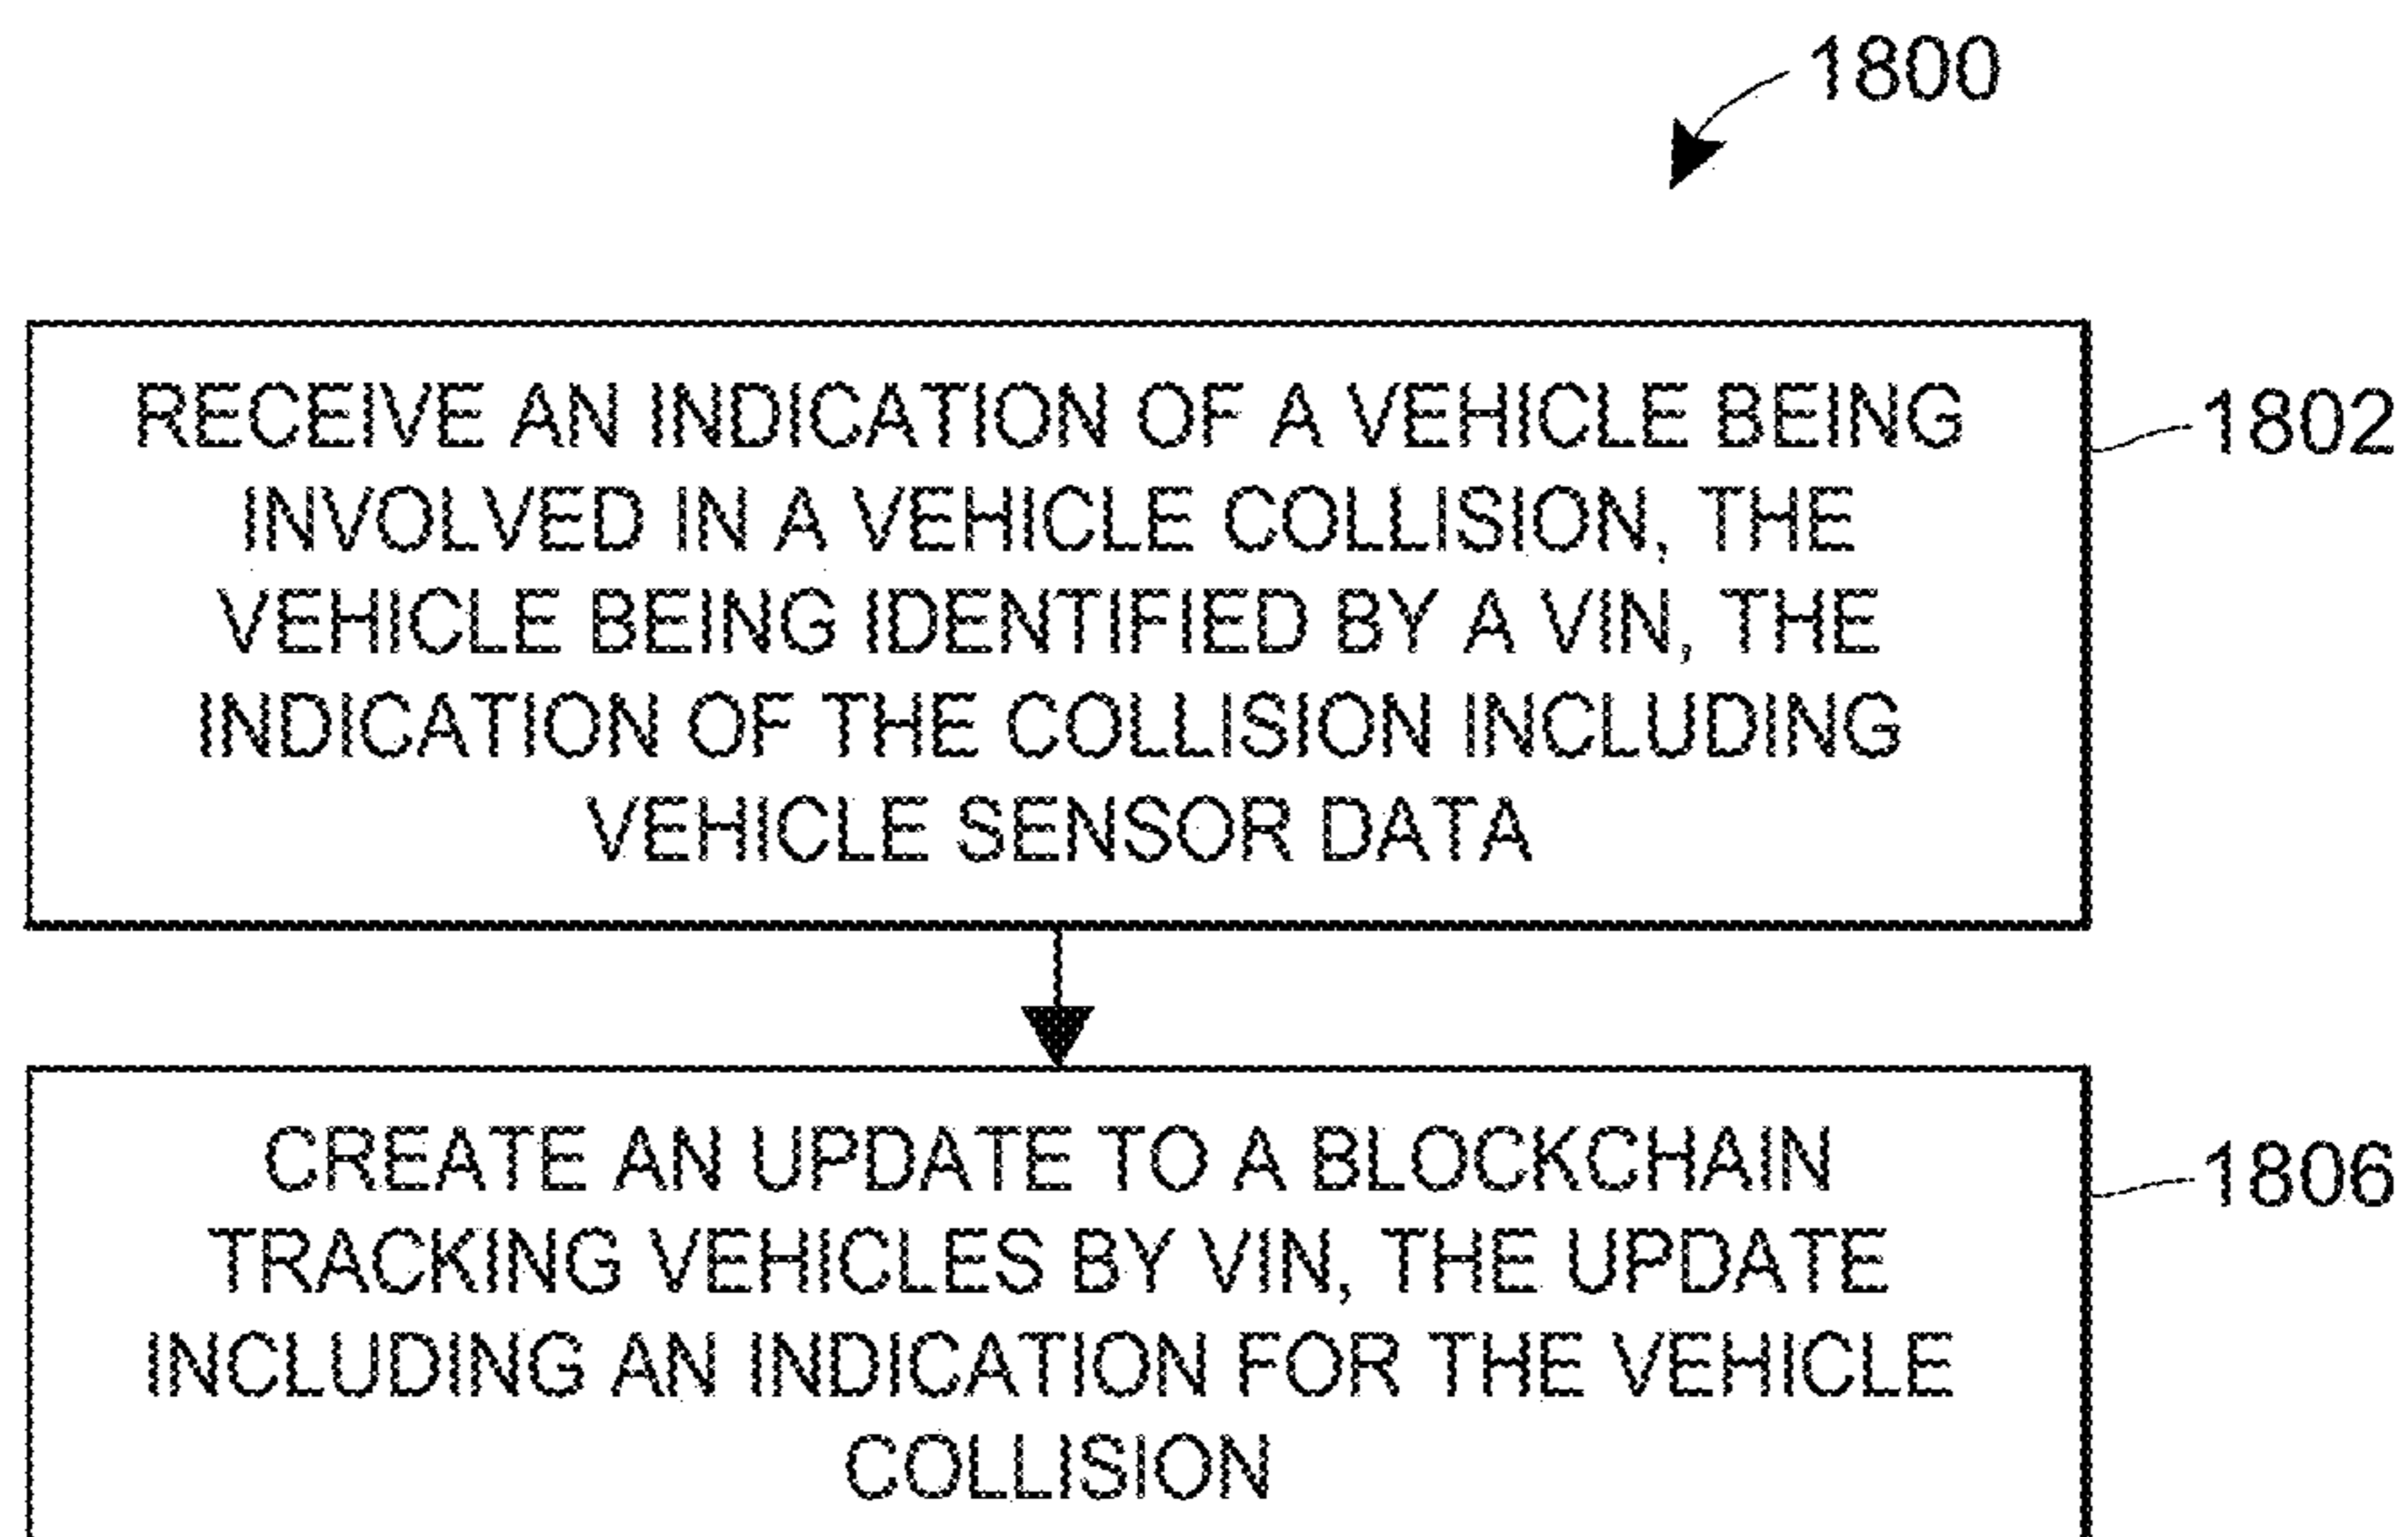 1800
RECEIVE AN INDICATION OF A VEHICLE BEING
INVOLVED IN A VEHICLE COLLISION, THE
VEHICLE BEING IDENTIFIED BY A VIN, THE
INDICATION OF THE COLLISION INCLUDING
VEHICLE SENSOR DATA
1802
CREATE AN UPDATE TO A BLOCKCHAIN
TRACKING VEHICLES BY VIN, THE UPDATE
INCLUDING AN INDICATION FOR THE VEHICLE
COLLISION
1806